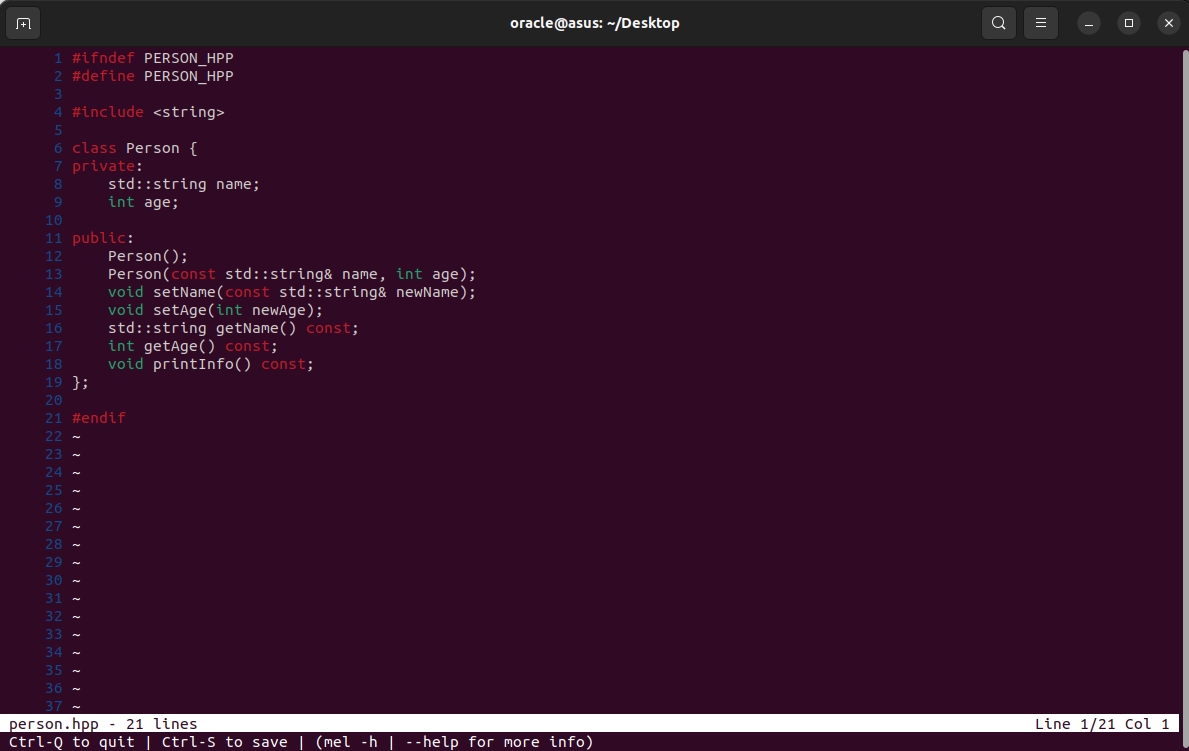 oracle@asus: ~/Desktop
1 #ifndef PERSON_HPP
2 #define PERSON_HPP
3
4 #include <string>
5
6 class Person {
7 private:
8     std::string name;
9     int age;
10
11 public:
12     Person();
13     Person(const std::string& name, int age);
14     void setName(const std::string& newName);
15     void setAge(int newAge);
16     std::string getName() const;
17     int getAge() const;
18     void printInfo() const;
19 };
20
21 #endif
22 ~
23 ~
24 ~
25 ~
26 ~
27 ~
28 ~
29 ~
30 ~
31 ~
32 ~
33 ~
34 ~
35 ~
36 ~
37 ~
person.hpp - 21 lines Line 1/21 Col 1
Ctrl-Q to quit | Ctrl-S to save | (mel -h | --help for more info)